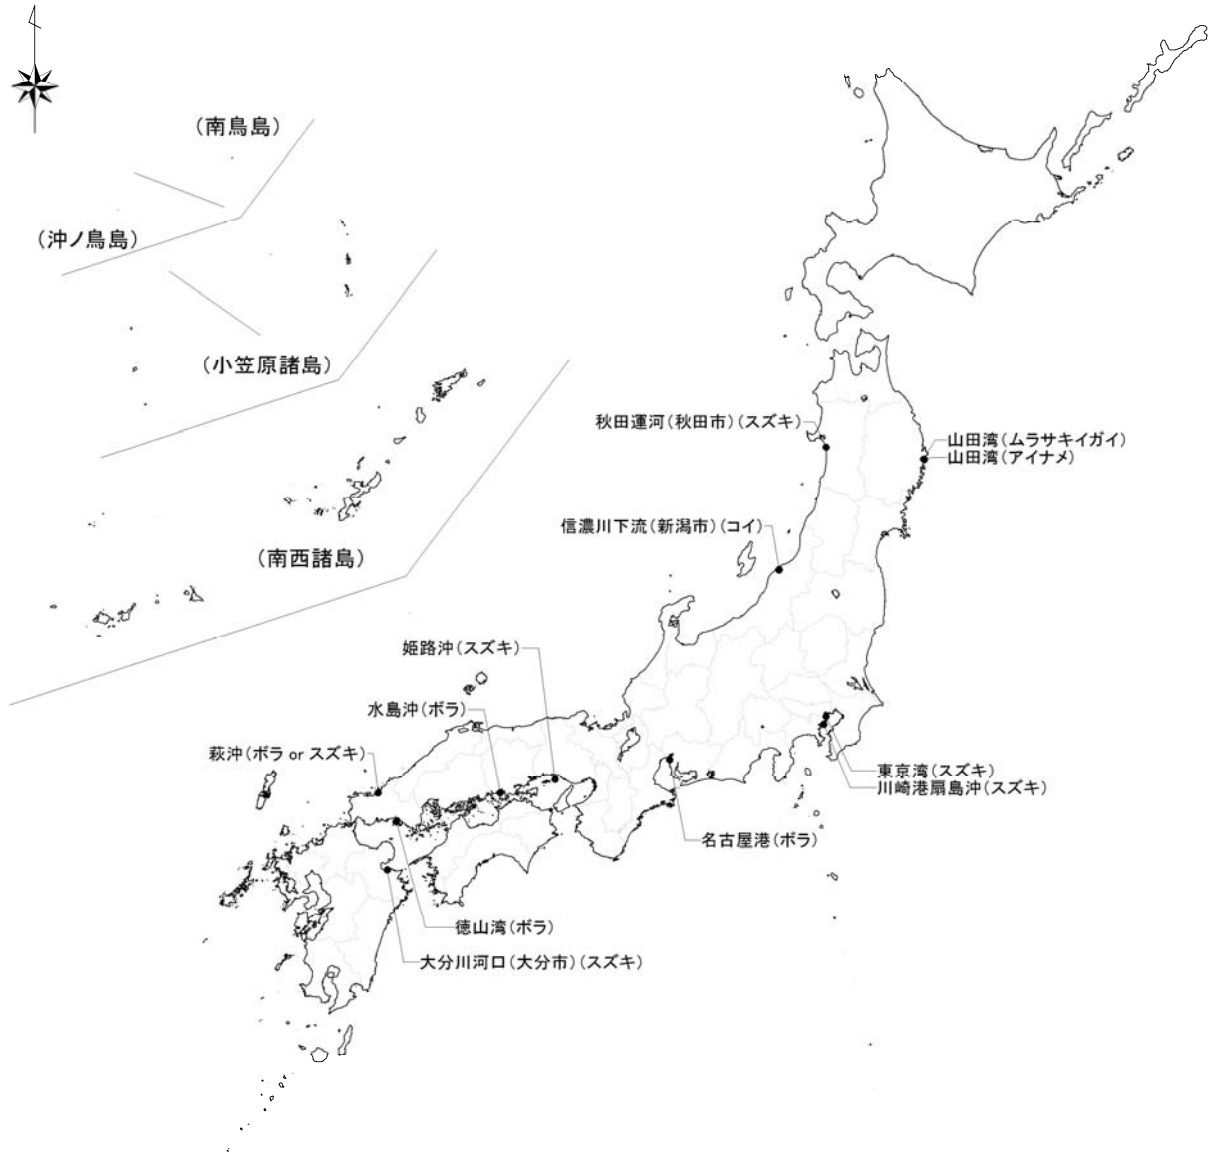 （南鳥島）
（沖ノ鳥島）
（小笠原諸島）
（南西諸島）
秋田運河（秋田市）（スズキ）
山田湾（ムラサキイガイ）
山田湾（アイナメ）
信濃川下流（新潟市）（コイ）
姫路沖（スズキ）
水島沖（ボラ）
萩沖（ボラ or スズキ）
東京湾（スズキ）
川崎港扇島沖（スズキ）
名古屋港（ボラ）
徳山湾（ボラ）
大分川河口（大分市）（スズキ）